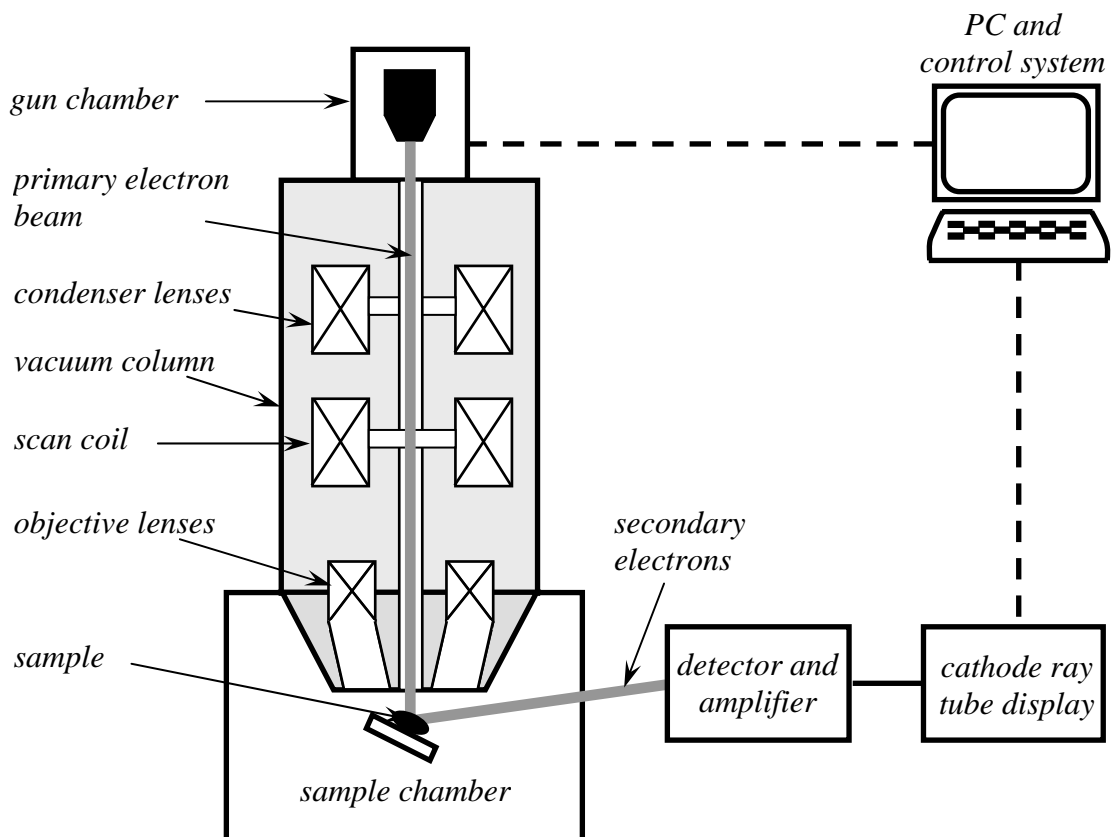 PC and
control system
gun chamber
primary electron
beam
condenser lenses
vacuum column
scan coil
objective lenses
secondary
electrons
sample
detector and
amplifier
cathode ray
tube display
sample chamber